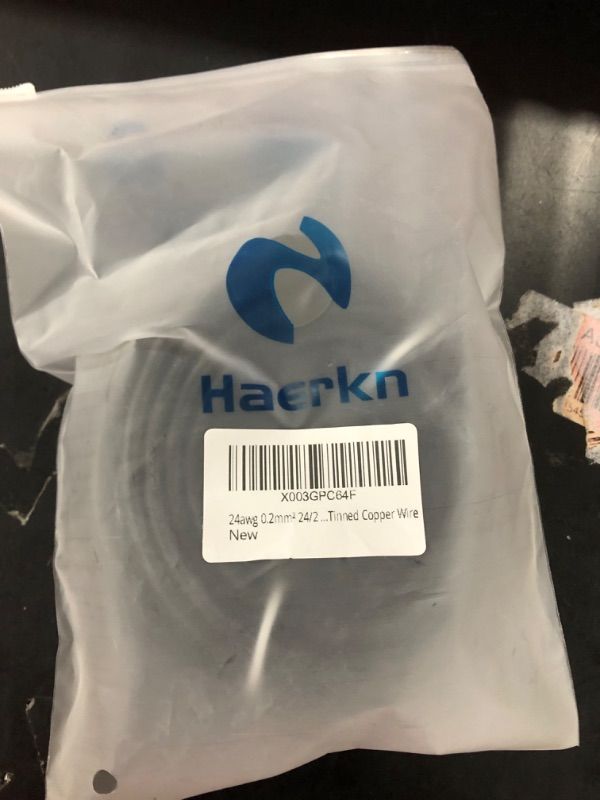 Haerkn
X003GPC64F
24awg 0.2mm² 24/2 ...Tinned Copper Wire
New